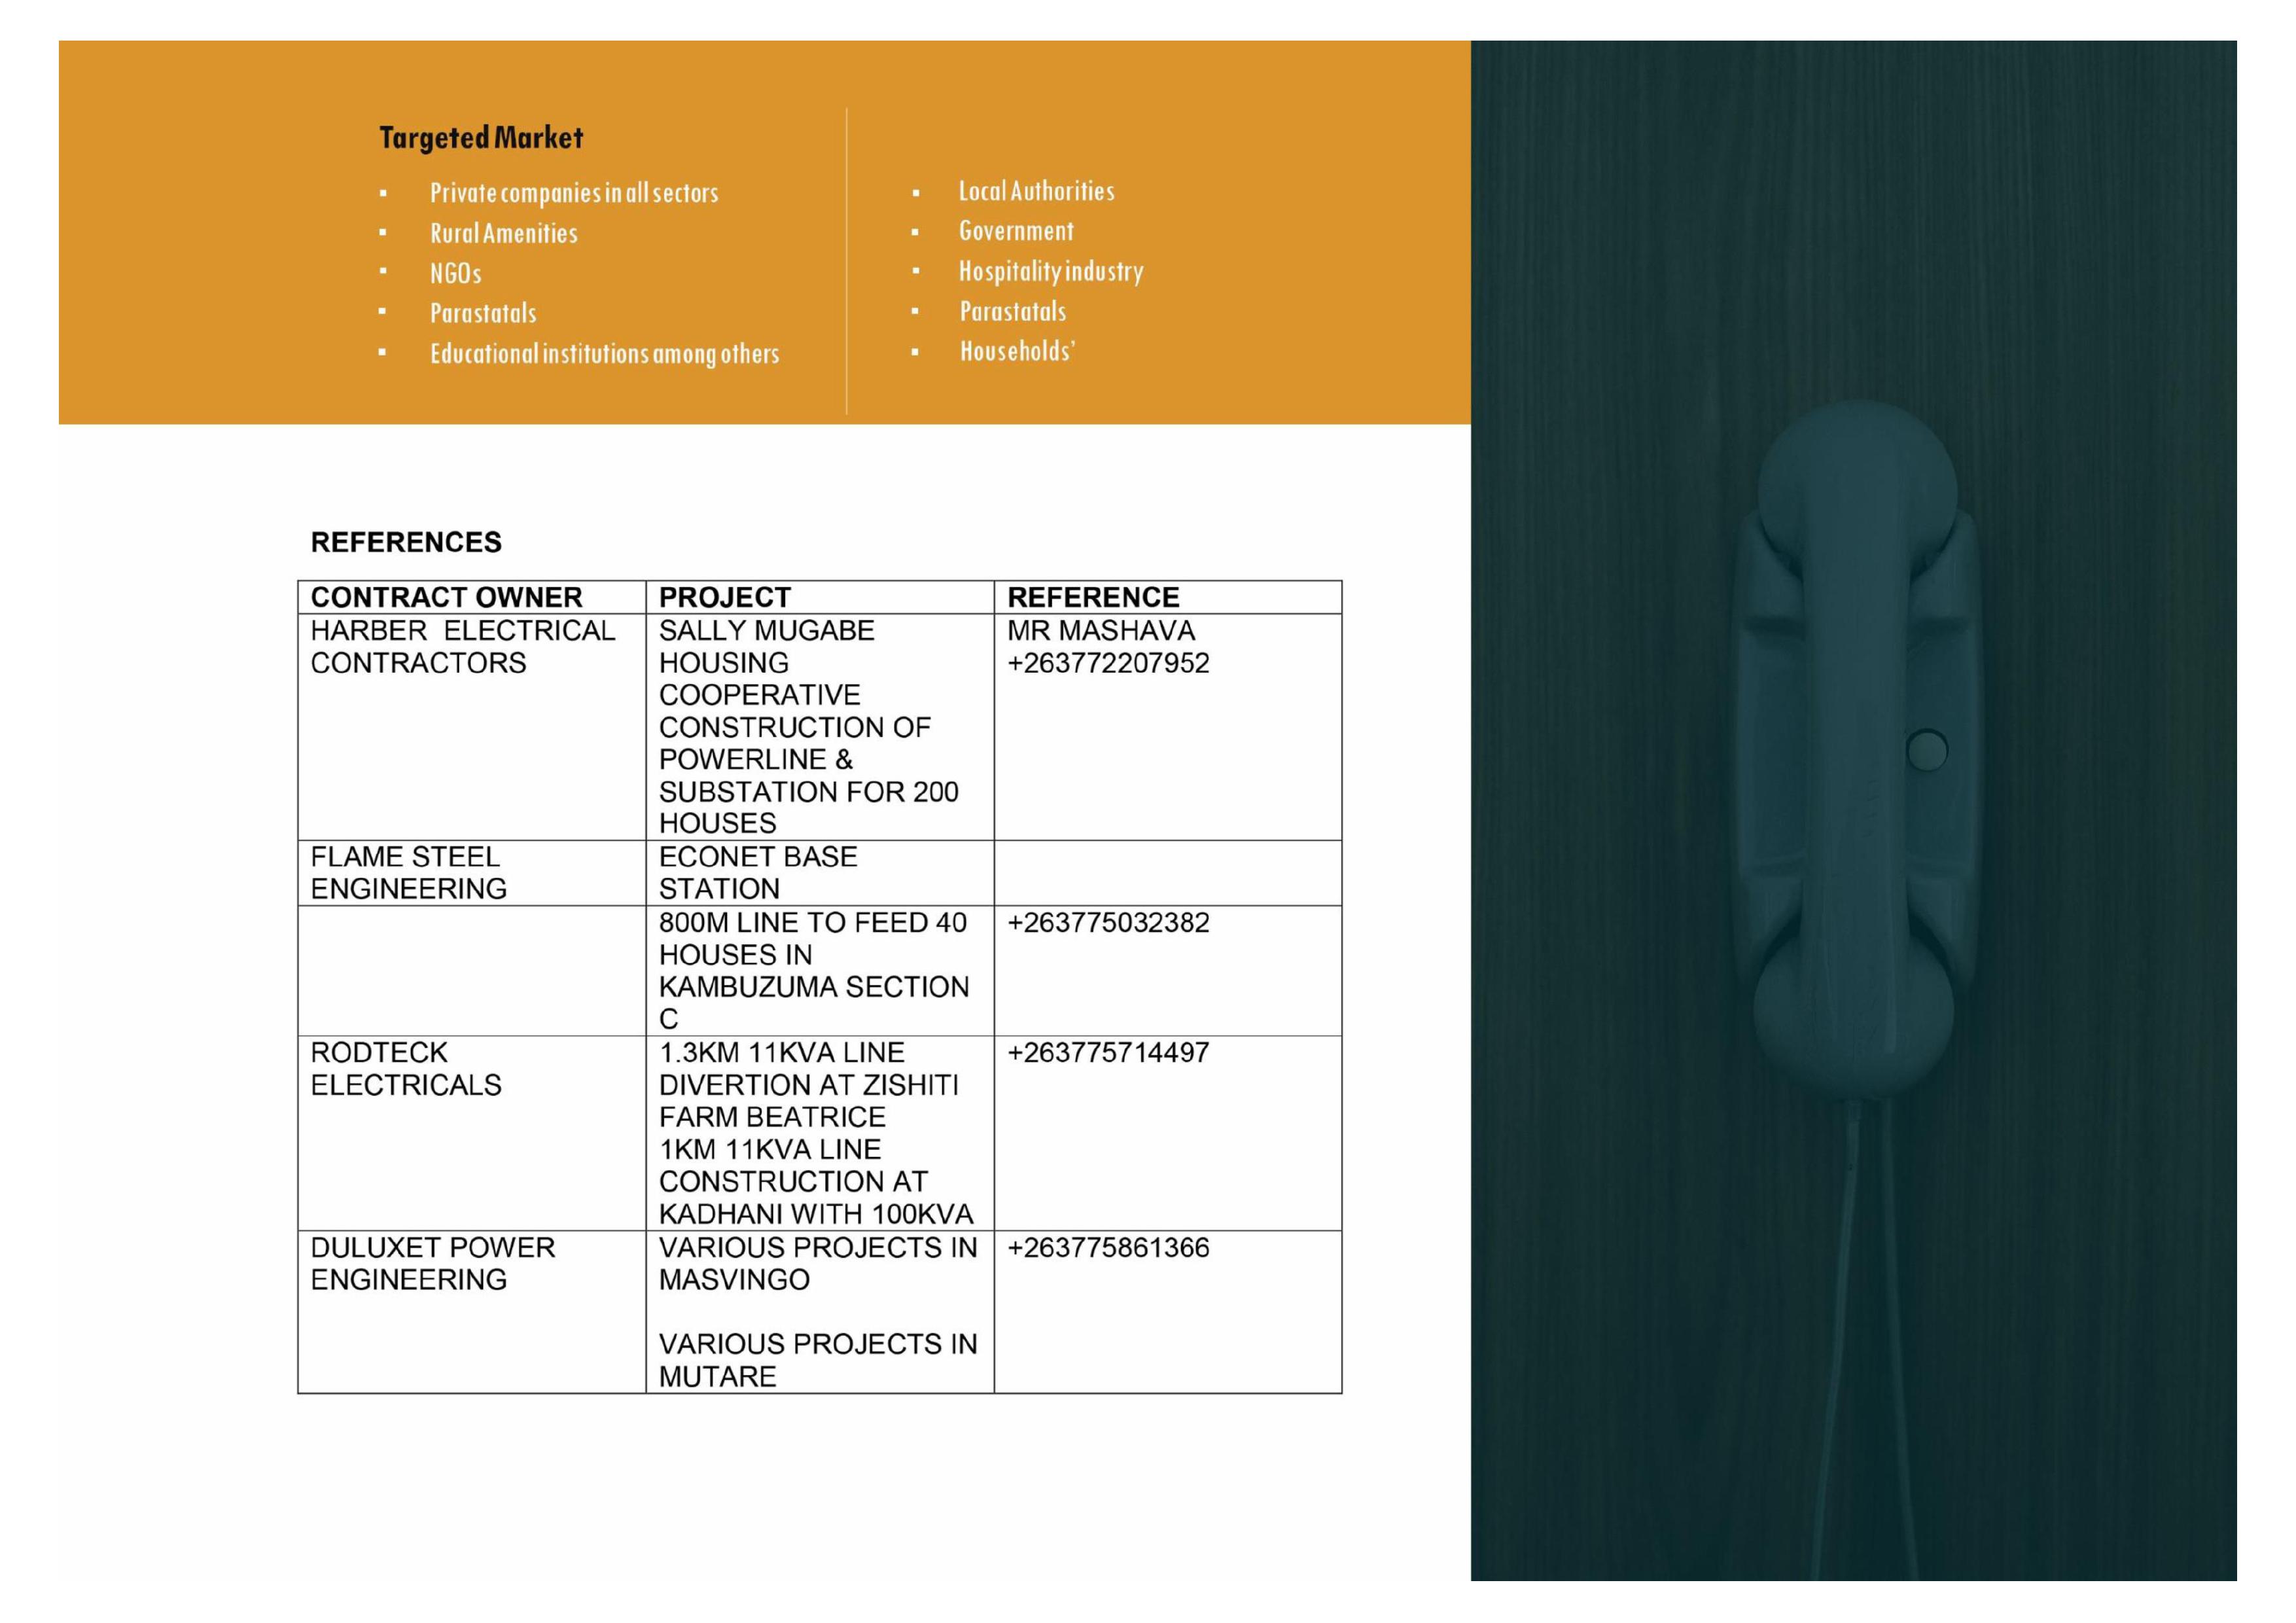 Targeted Market
Private companies in all sectors
Rural Amenities
NGOs
Parastatals
Educational institutions among others
Local Authorities
Government
Hospitality industry
Parastatals
Households’
REFERENCES
CONTRACT OWNER PROJECT REFERENCE
HARBER ELECTRICAL SALLY MUGABE MR MASHAVA
CONTRACTORS HOUSING +263772207952
COOPERATIVE
CONSTRUCTION OF
POWERLINE &
SUBSTATION FOR 200
HOUSES
FLAME STEEL ECONET BASE
ENGINEERING STATION
800M LINE TO FEED 40 +263775032382
HOUSES IN
KAMBUZUMA SECTION
C
RODTECK 1.3KM 11KVA LINE +263775714497
ELECTRICALS DIVERTION AT ZISHITI
FARM BEATRICE
1KM 11KVA LINE
CONSTRUCTION AT
KADHANI WITH 100KVA
DULUXET POWER VARIOUS PROJECTS IN +263775861366
ENGINEERING MASVINGO
VARIOUS PROJECTS IN
MUTARE